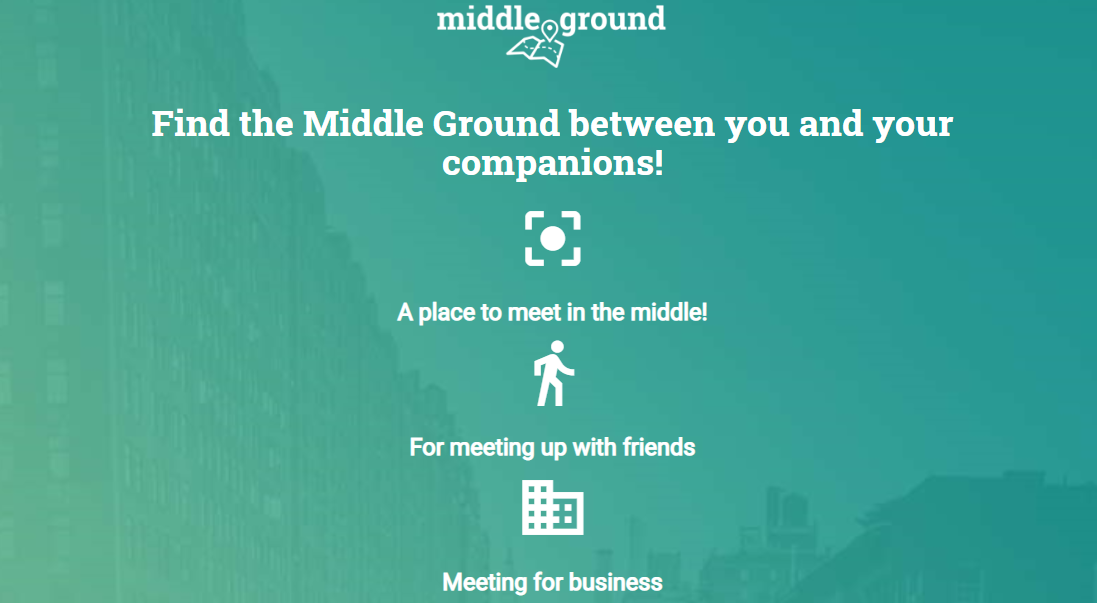 middle ground
Find the Middle Ground between you and your
companions!
A place to meet in the middle!
For meeting up with friends
Meeting for business